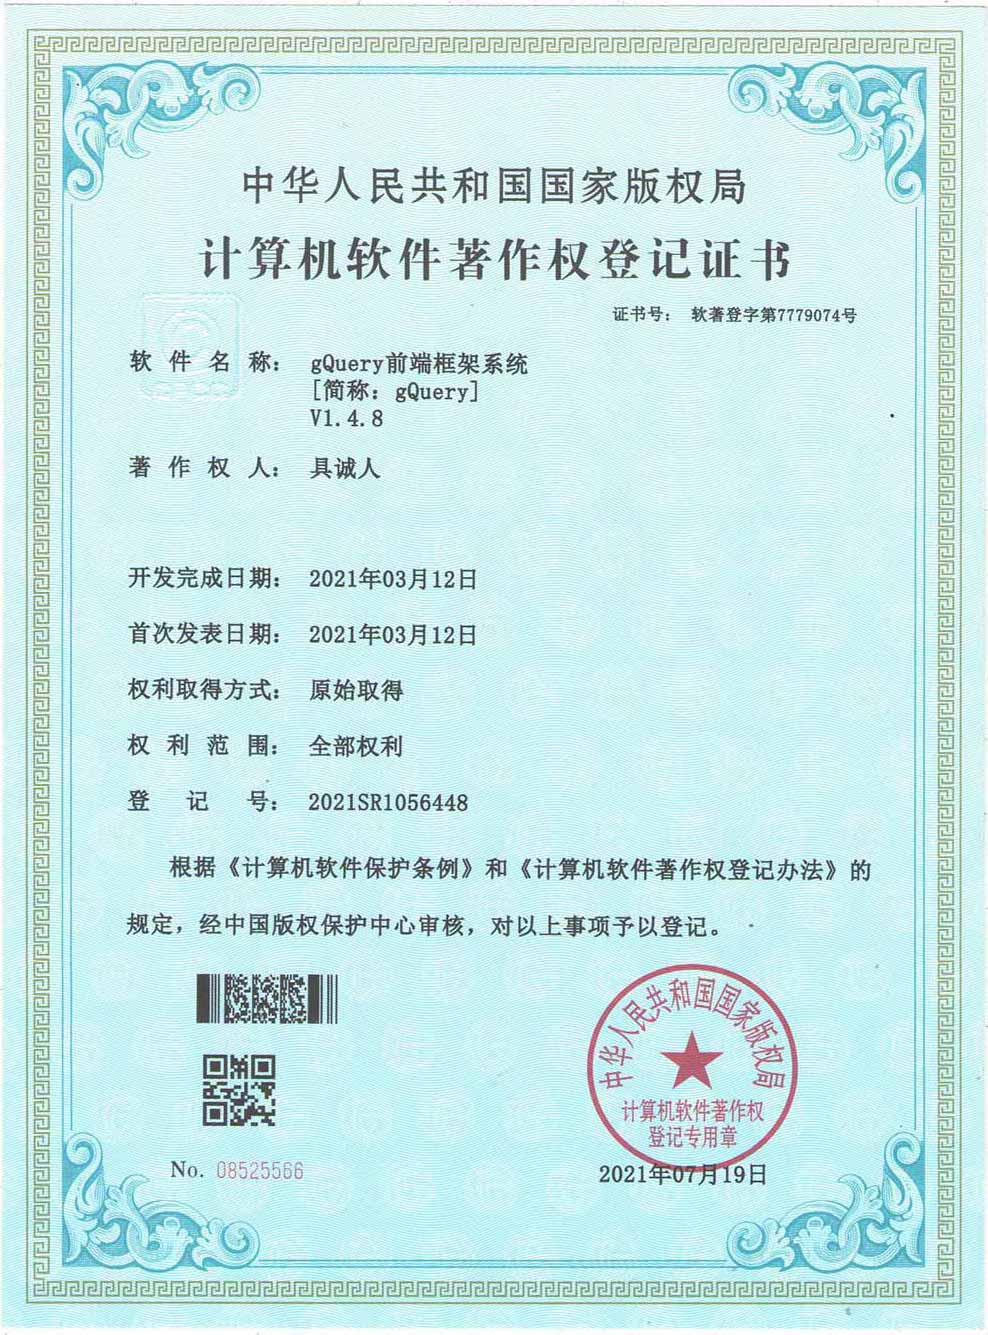 中华人民共和国国家版权局
计算机软件著作权登记证书
证书号： 软著登字第7779074号
软件名称： gQuery前端框架系统
[简称：gQuery]
V1.4.8
著作权人： 具诚人
开发完成日期： 2021年03月12日
首次发表日期： 2021年03月12日
权利取得方式： 原始取得
权利范围： 全部权利
登记号： 2021SR1056448
根据《计算机软件保护条例》和《计算机软件著作权登记办法》的
规定，经中国版权保护中心审核，对以上事项予以登记。
中华人民共和国国家版权局
计算机软件著作权
登记专用章
No. 08525566
2021年07月19日